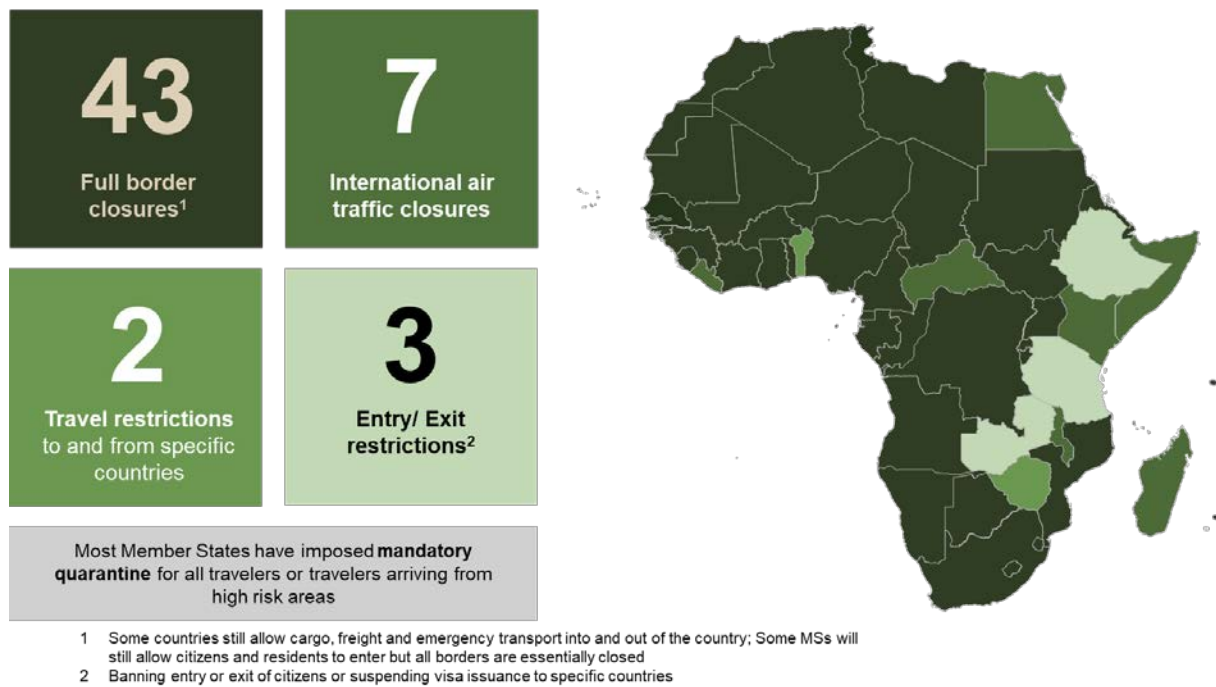 43
Full border
closures¹
7
International air
traffic closures
2
Travel restrictions
to and from specific
countries
3
Entry/ Exit
restrictions²
Most Member States have imposed mandatory
quarantine for all travelers or travelers arriving from
high risk areas
1 Some countries still allow cargo, freight and emergency transport into and out of the country; Some MSs will
still allow citizens and residents to enter but all borders are essentially closed
2 Banning entry or exit of citizens or suspending visa issuance to specific countries